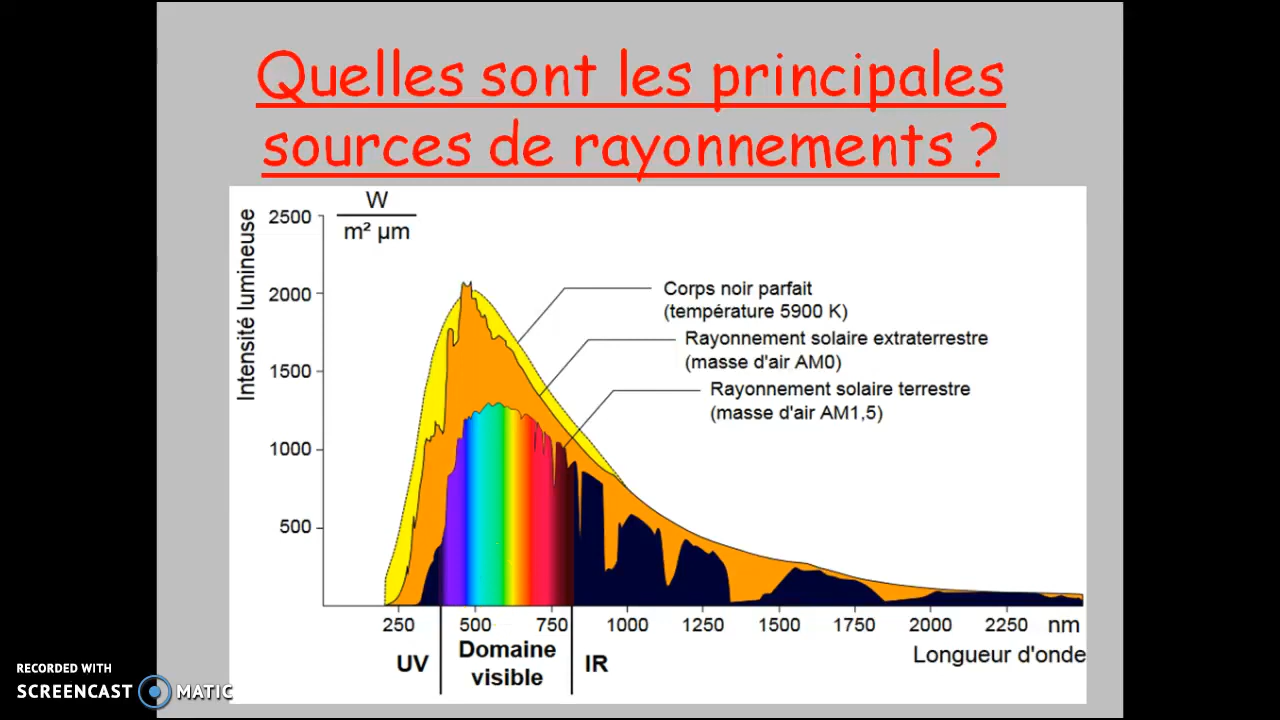 Quelles sont les principales
sources de rayonnements ?
W
m² µm
Intensité lumineuse
2500
2000
1500
1000
500
Corps noir parfait
(température 5900 K)
Rayonnement solaire extraterrestre
(masse d'air AM0)
Rayonnement solaire terrestre
(masse d'air AM1,5)
250 500 750 1000 1250 1500 1750 2000 2250 nm
Longueur d'onde
UV
Domaine
visible
IR
RECORDED WITH
SCREENCAST MATIC